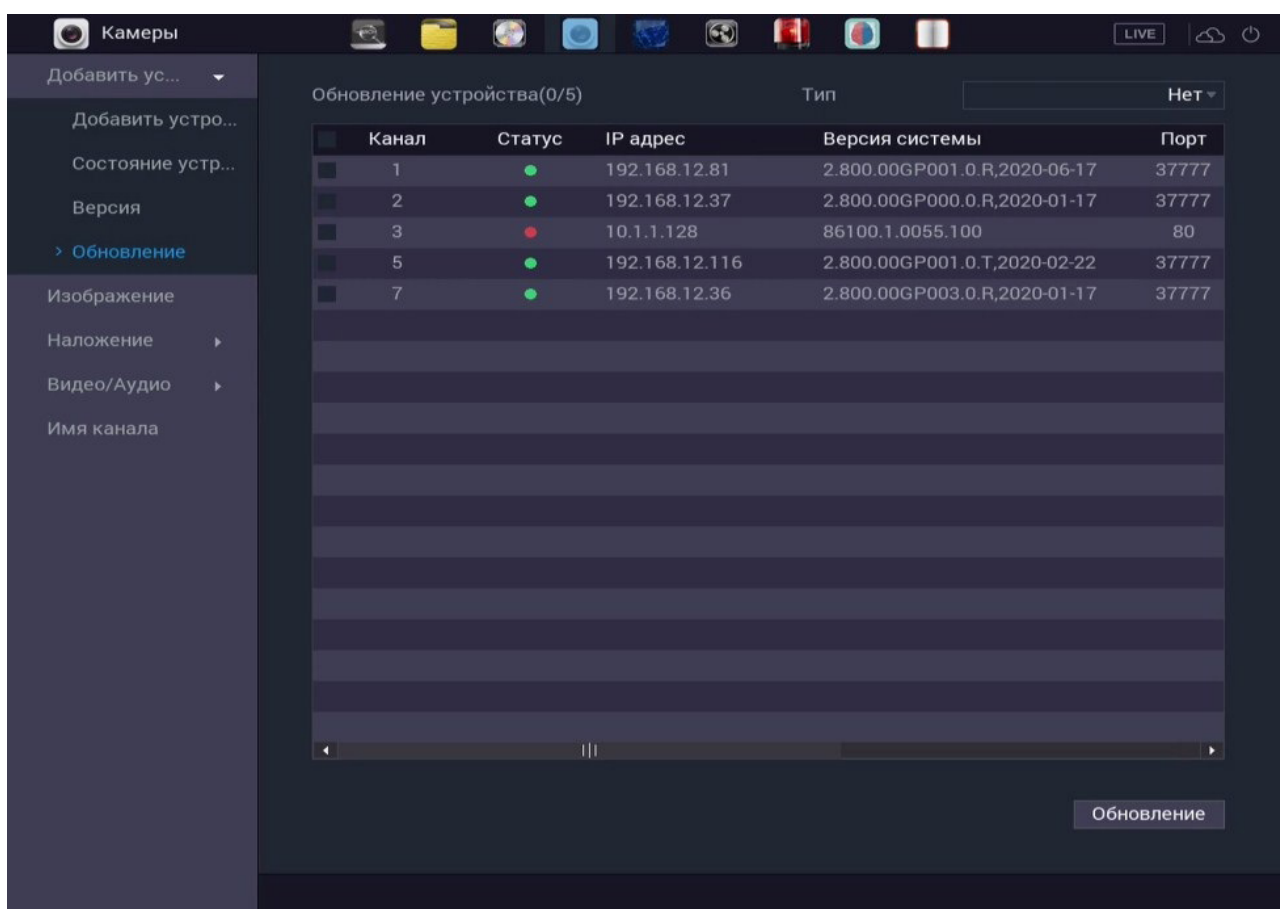 Камеры
LIVE
Добавить ус...
Добавить устро...
Состояние устр...
Версия
> Обновление
Изображение
Наложение
Видео/Аудио
Имя канала
Обновление устройства(0/5) Тип Нет
Канал Статус IP адрес Версия системы Порт
1 192.168.12.81 2.800.00GP001.0.R,2020-06-17 37777
2 192.168.12.37 2.800.00GP000.0.R,2020-01-17 37777
3 10.1.1.128 86100.1.0055.100 80
5 192.168.12.116 2.800.00GP001.0.T,2020-02-22 37777
7 192.168.12.36 2.800.00GP003.0.R,2020-01-17 37777
Обновление